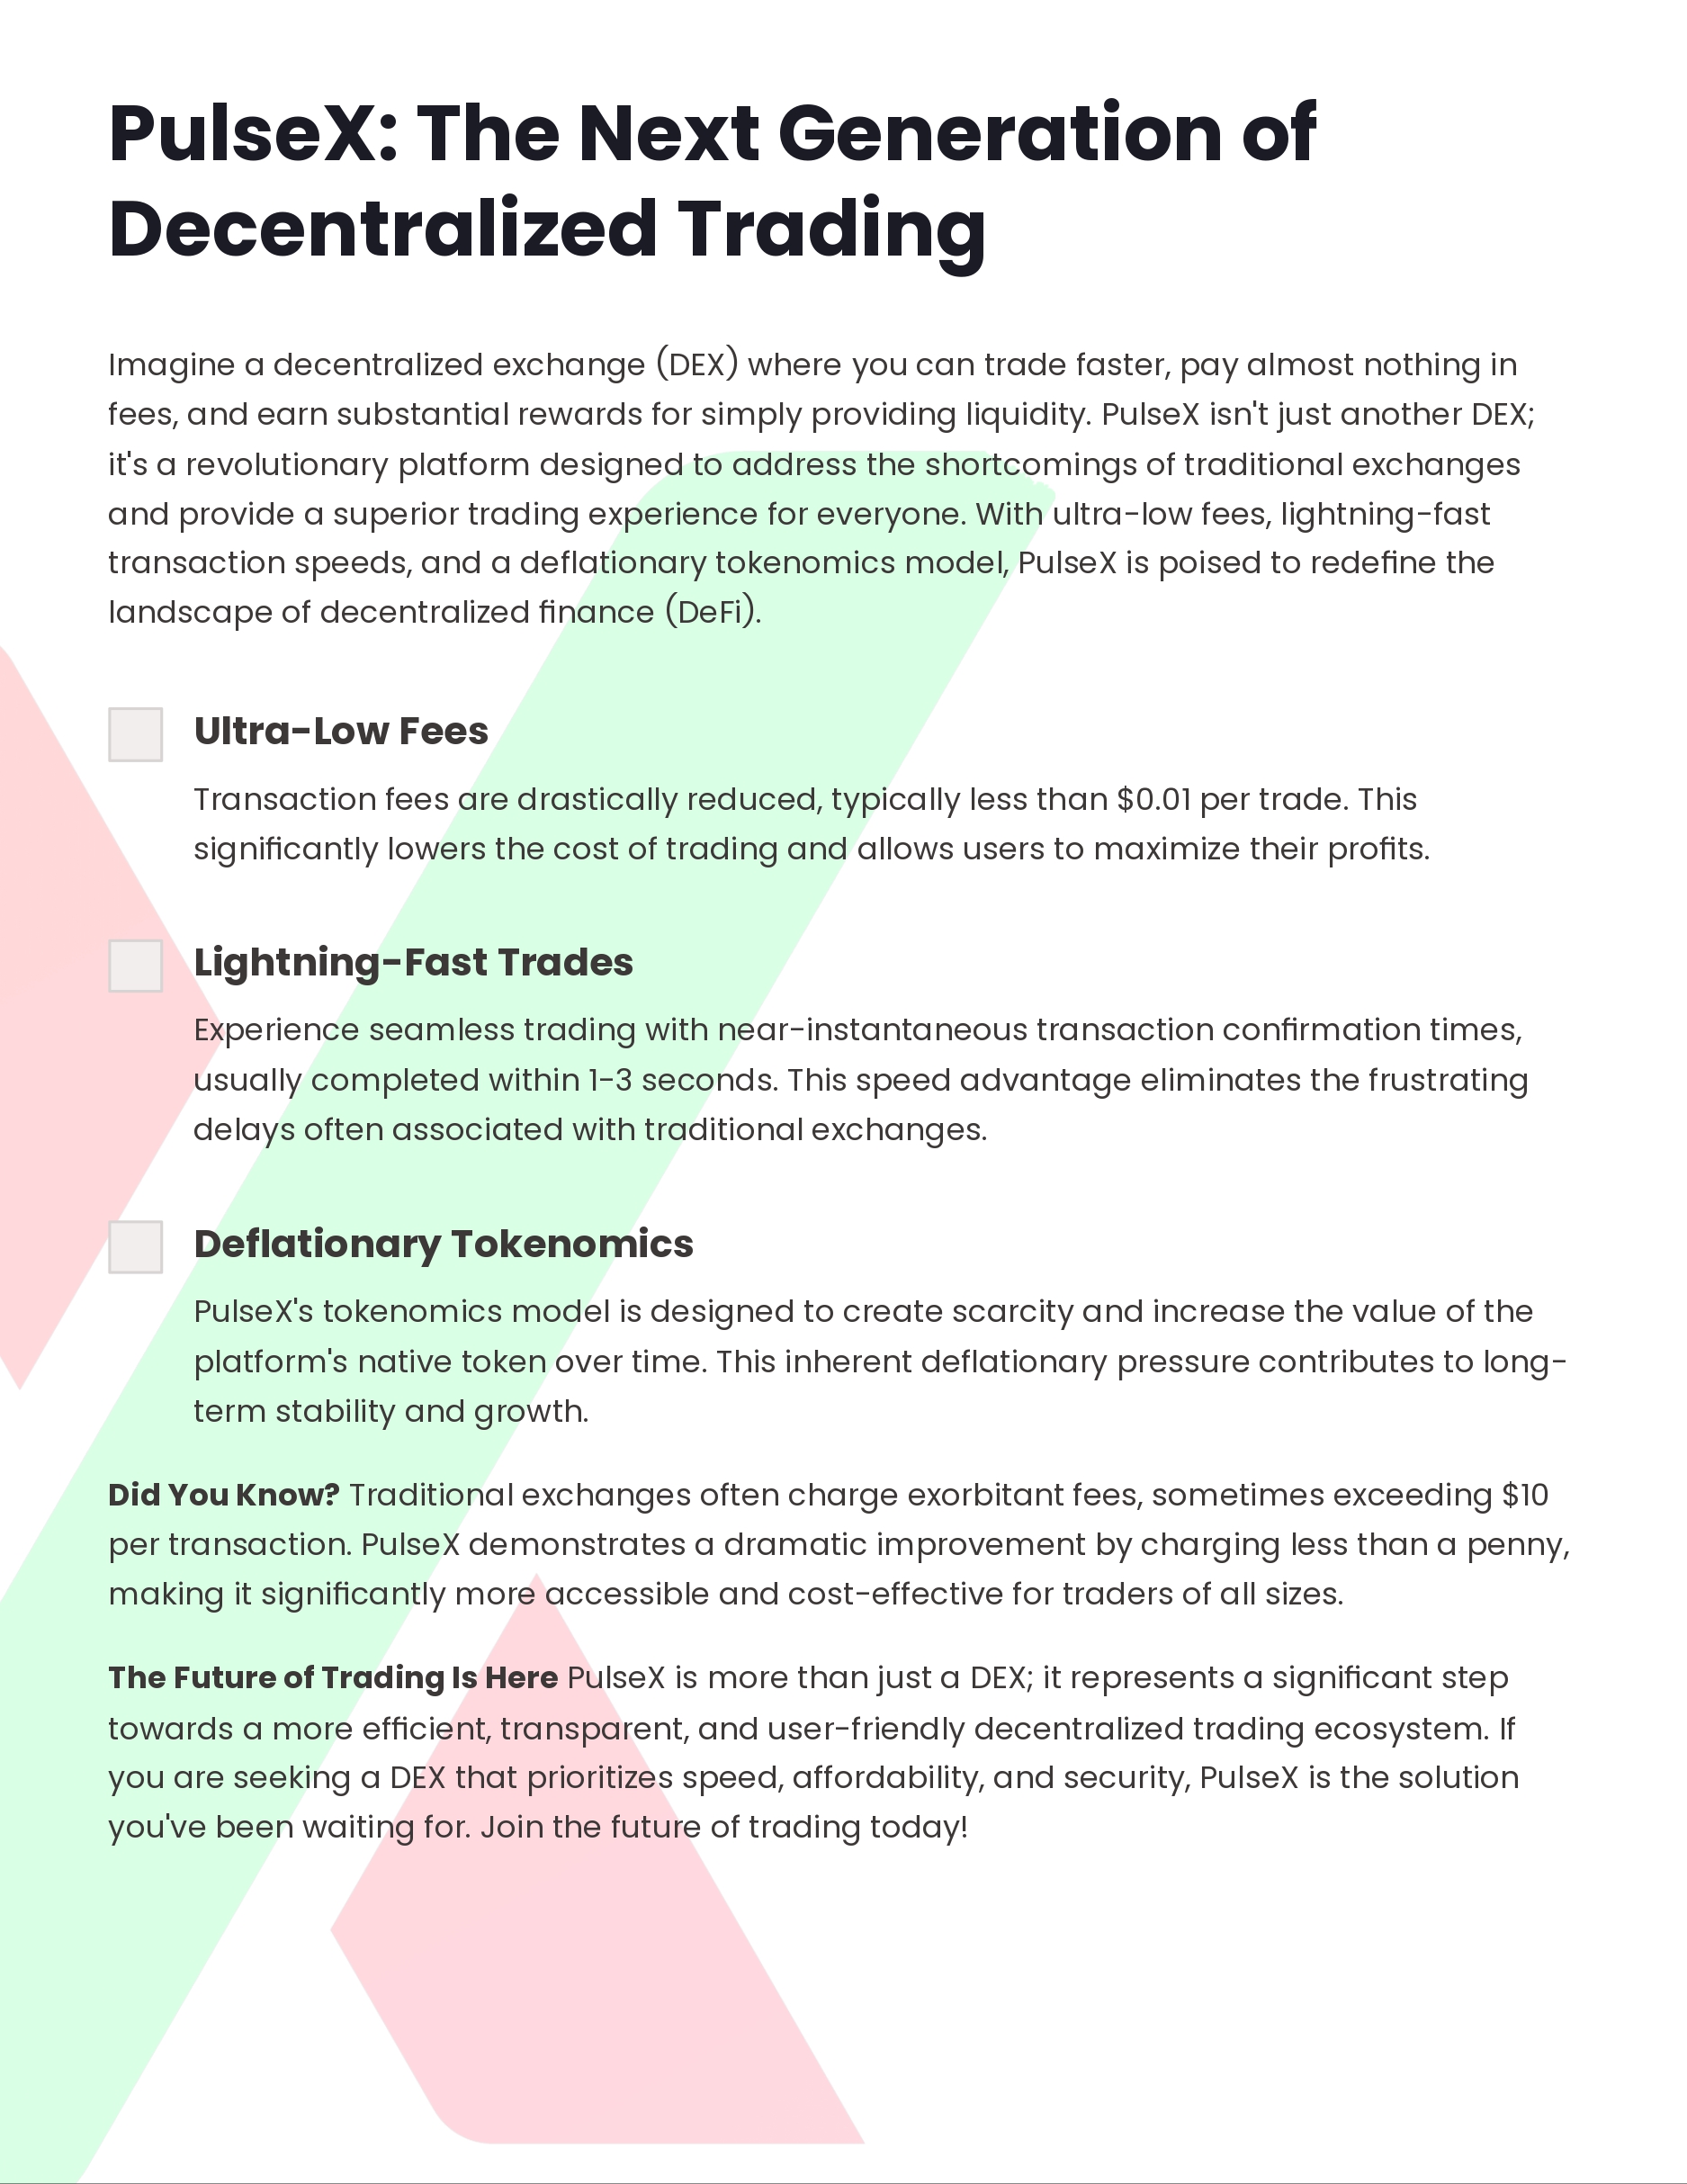 PulseX: The Next Generation of
Decentralized Trading
Imagine a decentralized exchange (DEX) where you can trade faster, pay almost nothing in
fees, and earn substantial rewards for simply providing liquidity. PulseX isn't just another DEX;
it's a revolutionary platform designed to address the shortcomings of traditional exchanges
and provide a superior trading experience for everyone. With ultra-low fees, lightning-fast
transaction speeds, and a deflationary tokenomics model, PulseX is poised to redefine the
landscape of decentralized finance (DeFi).
Ultra-Low Fees
Transaction fees are drastically reduced, typically less than $0.01 per trade. This
significantly lowers the cost of trading and allows users to maximize their profits.
Lightning-Fast Trades
Experience seamless trading with near-instantaneous transaction confirmation times,
usually completed within 1-3 seconds. This speed advantage eliminates the frustrating
delays often associated with traditional exchanges.
Deflationary Tokenomics
PulseX's tokenomics model is designed to create scarcity and increase the value of the
platform's native token over time. This inherent deflationary pressure contributes to long-
term stability and growth.
Did You Know? Traditional exchanges often charge exorbitant fees, sometimes exceeding $10
per transaction. PulseX demonstrates a dramatic improvement by charging less than a penny,
making it significantly more accessible and cost-effective for traders of all sizes.
The Future of Trading Is Here PulseX is more than just a DEX; it represents a significant step
towards a more efficient, transparent, and user-friendly decentralized trading ecosystem. If
you are seeking a DEX that prioritizes speed, affordability, and security, PulseX is the solution
you've been waiting for. Join the future of trading today!